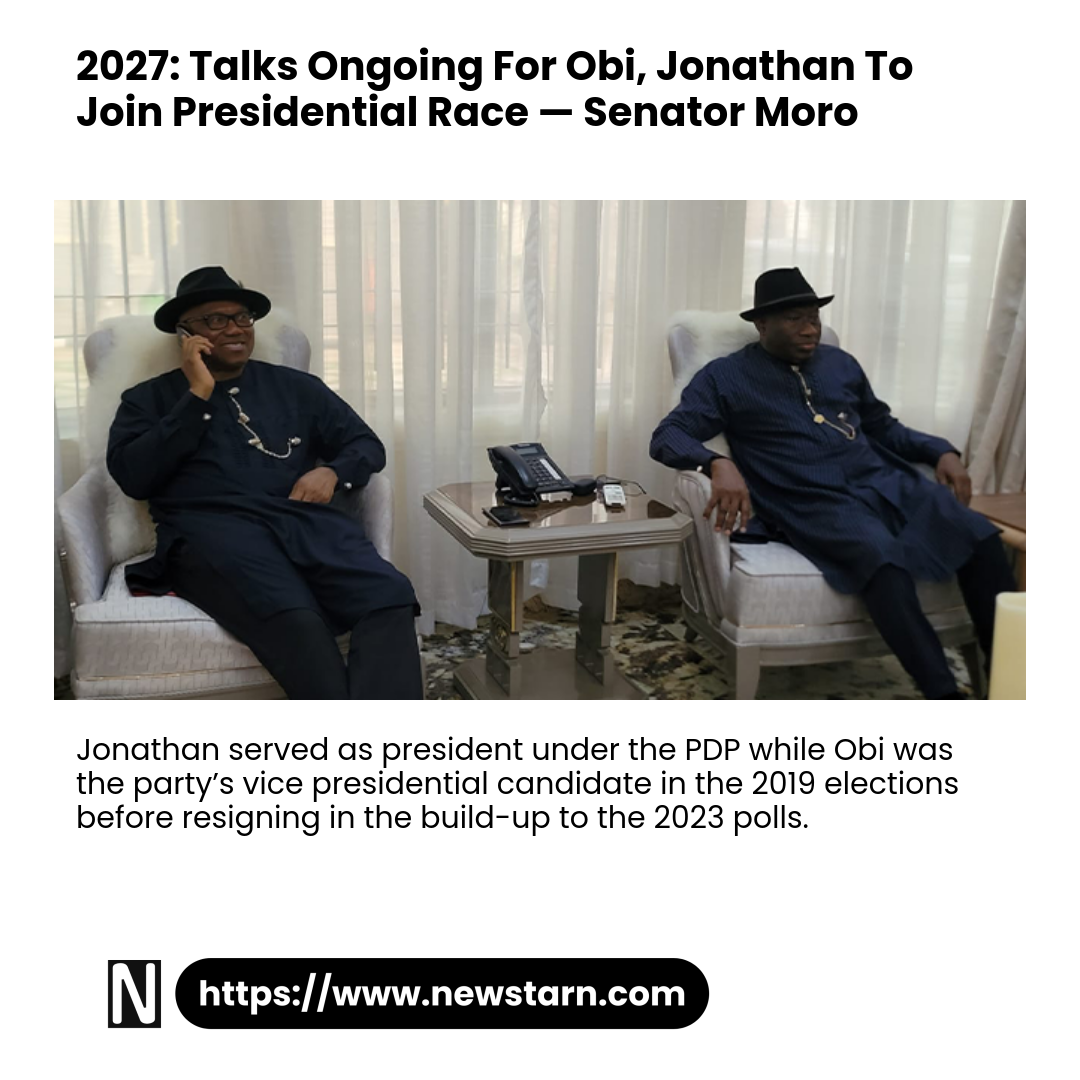 2027: Talks Ongoing For Obi, Jonathan To
Join Presidential Race — Senator Moro
Jonathan served as president under the PDP while Obi was
the party’s vice presidential candidate in the 2019 elections
before resigning in the build-up to the 2023 polls.
N
https://www.newstarn.com